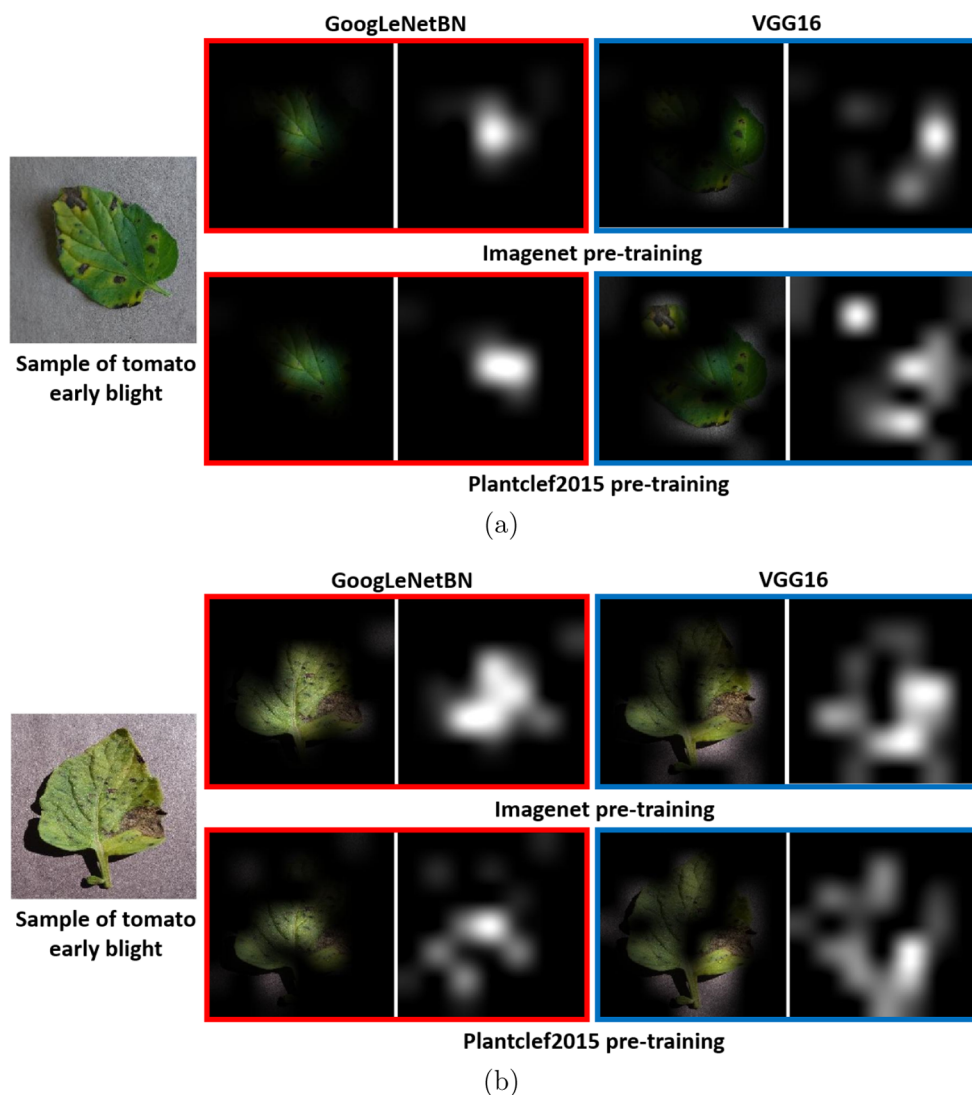 GoogLeNetBN VGG16
Imagenet pre-training
Sample of tomato
early blight
Plantclef2015 pre-training
(a)
GoogLeNetBN VGG16
Imagenet pre-training
Sample of tomato
early blight
Plantclef2015 pre-training
(b)